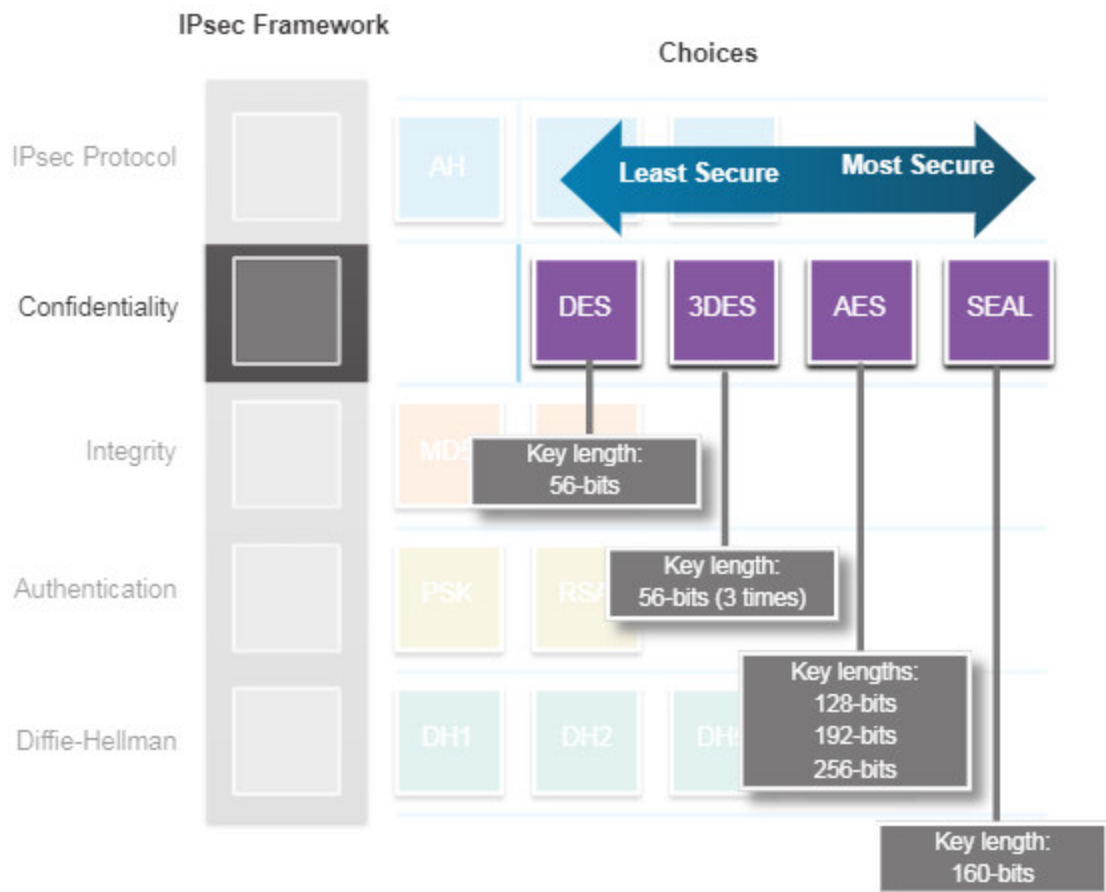 IPsec Framework
Choices
IPsec Protocol
AH
Least Secure
Most Secure
Confidentiality
DES
3DES
AES
SEAL
Integrity
Key length:
56-bits
Authentication
PSK
Key length:
56-bits (3 times)
Diffie-Hellman
DH1
DH2
Key lengths:
128-bits
192-bits
256-bits
Key length:
160-bits